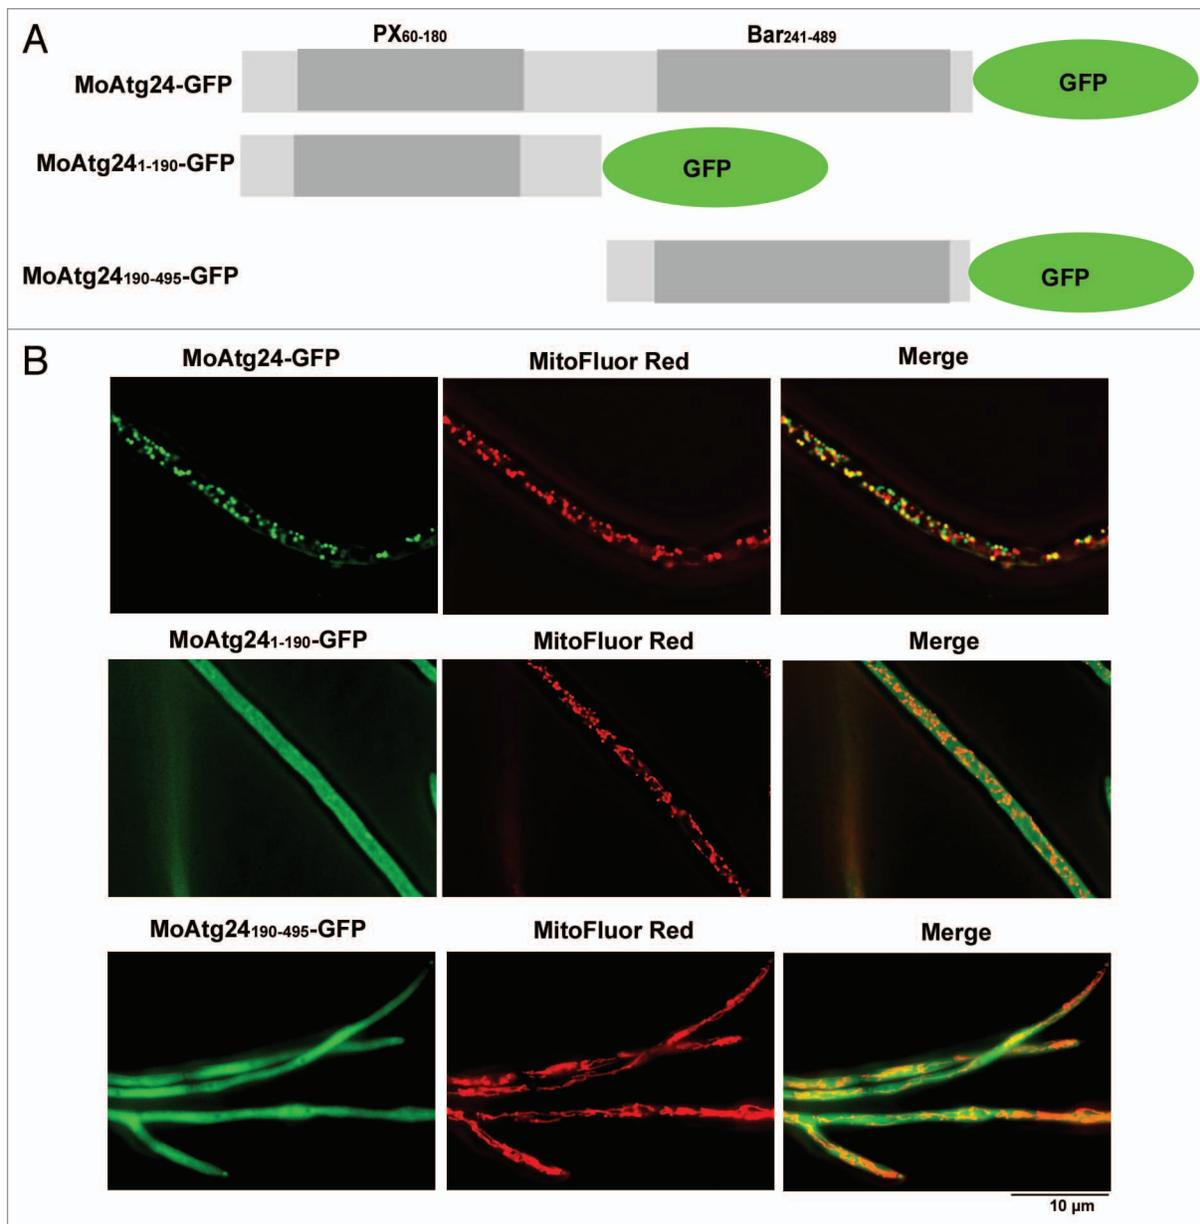 A
PX60-180
Bar241-489
MoAtg24-GFP
GFP
MoAtg241-190-GFP
GFP
MoAtg24190-495-GFP
GFP
B
MoAtg24-GFP
MitoFluor Red
Merge
MoAtg241-190-GFP
MitoFluor Red
Merge
MoAtg24190-495-GFP
MitoFluor Red
Merge
10 µm